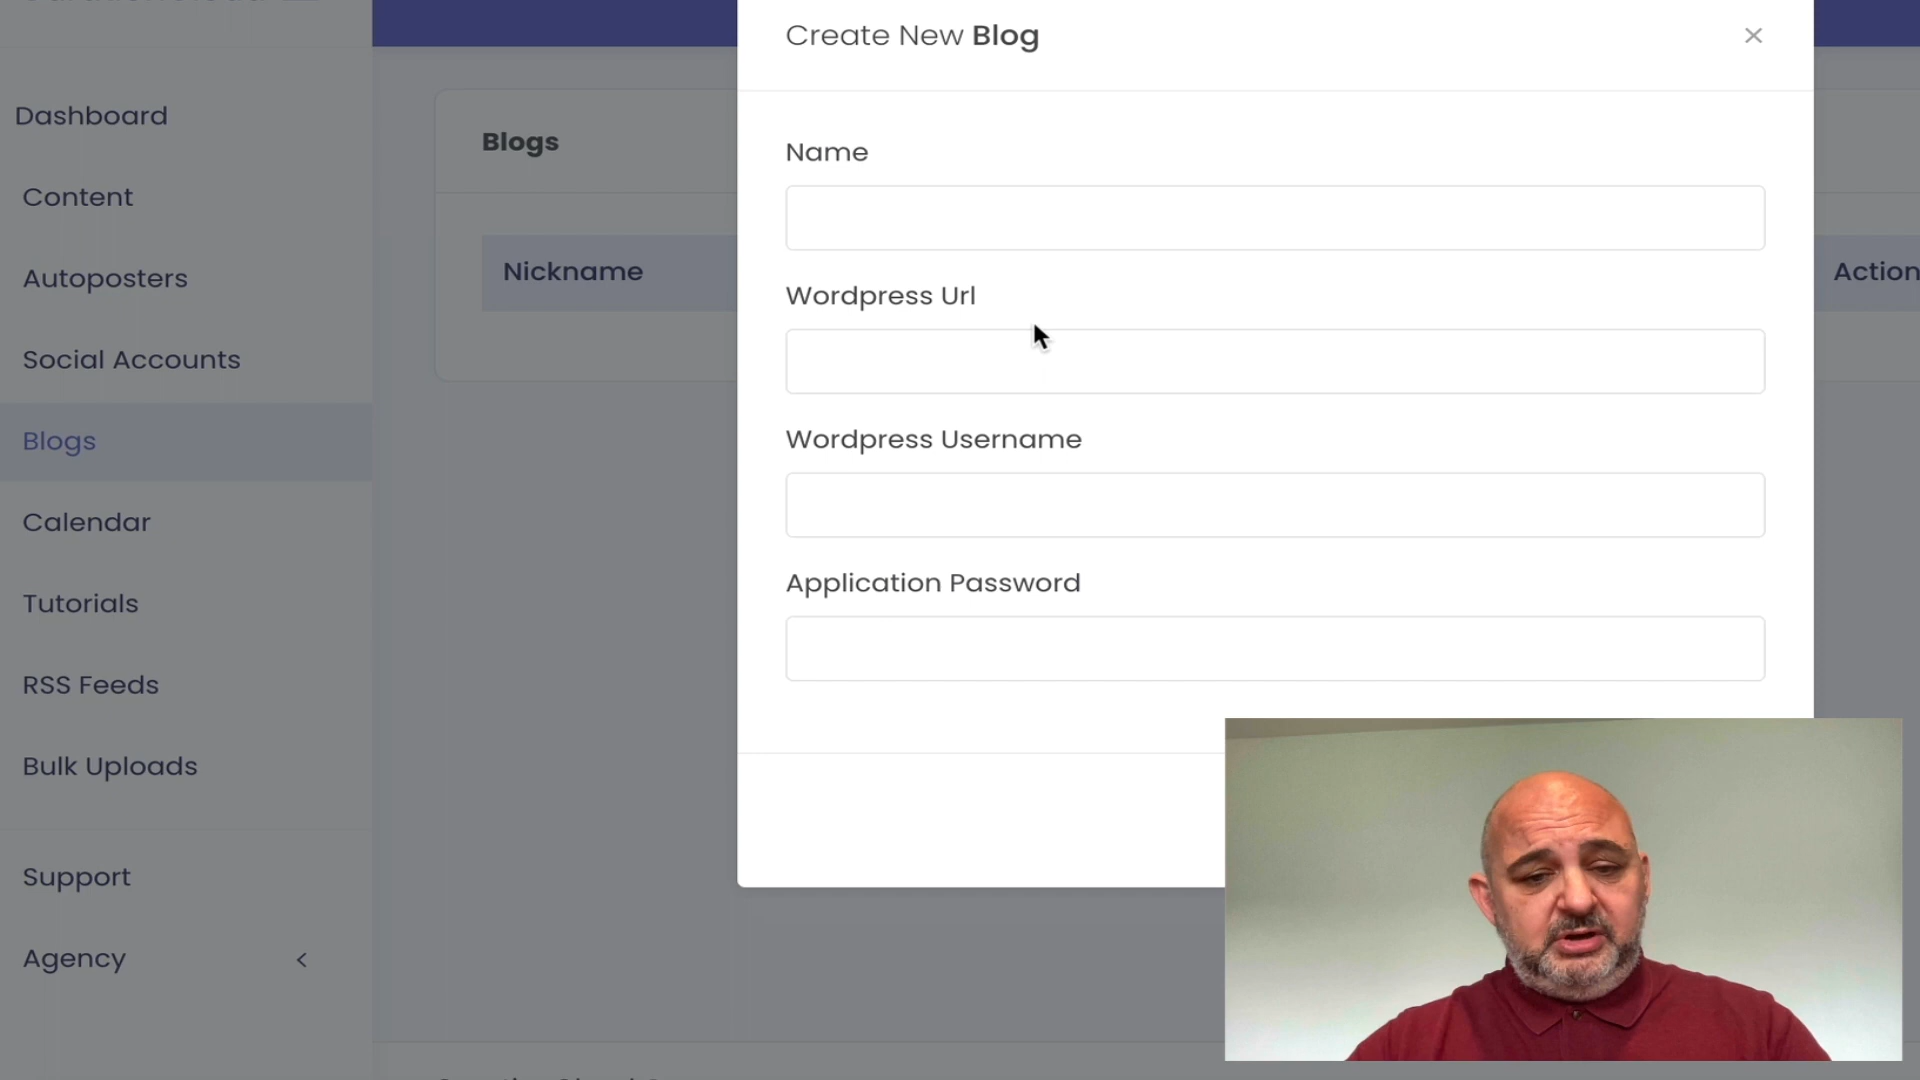 Dashboard
Content
Autoposters
Social Accounts
Blogs
Calendar
Tutorials
RSS Feeds
Bulk Uploads
Support
Agency
Blogs
Nickname
Action
Create New Blog
Name
Wordpress Url
Wordpress Username
Application Password